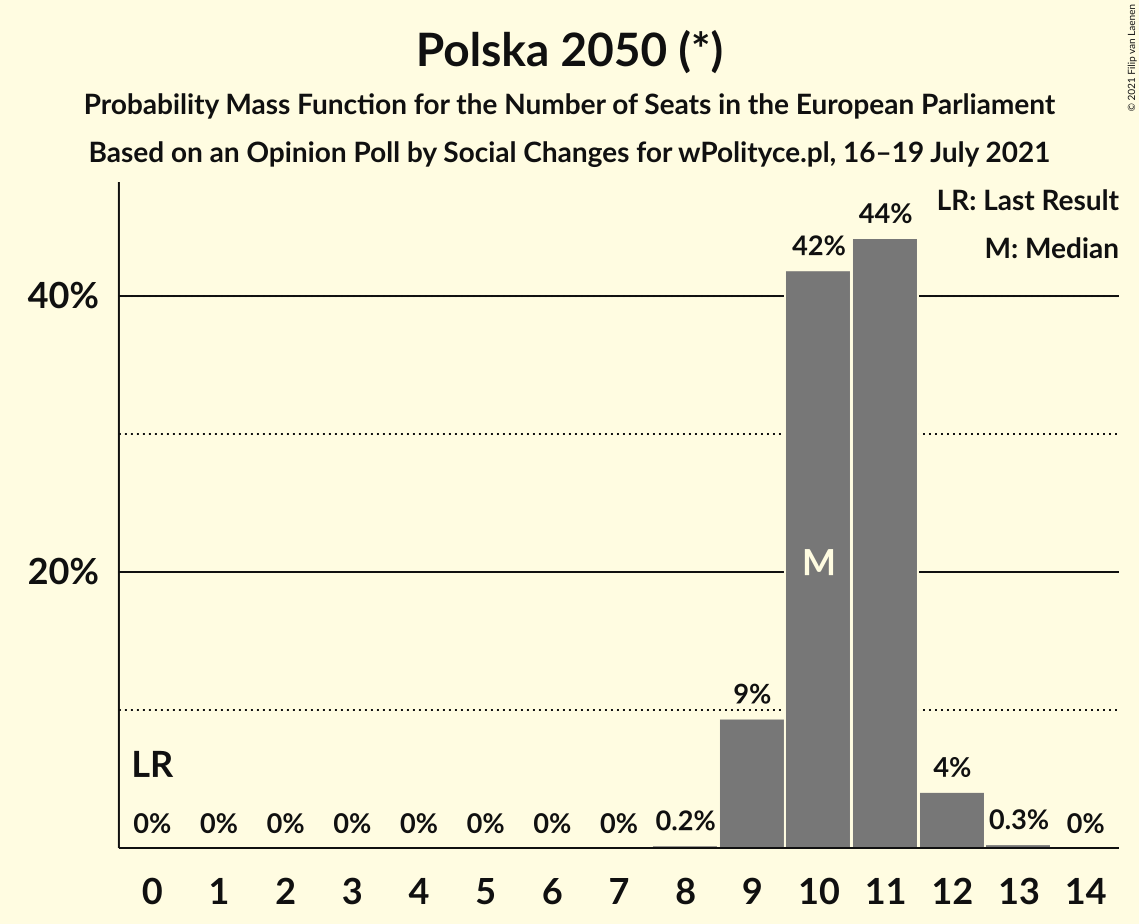 Polska 2050 (*)
Probability Mass Function for the Number of Seats in the European Parliament
Based on an Opinion Poll by Social Changes for wPolityce.pl, 16–19 July 2021
© 2021 Filip van Laenen
LR: Last Result
M: Median
44%
42%
40%
20%
M
9%
LR
4%
0% 0% 0% 0% 0% 0% 0% 0% 0.2% 0.3% 0%
0 1 2 3 4 5 6 7 8 9 10 11 12 13 14